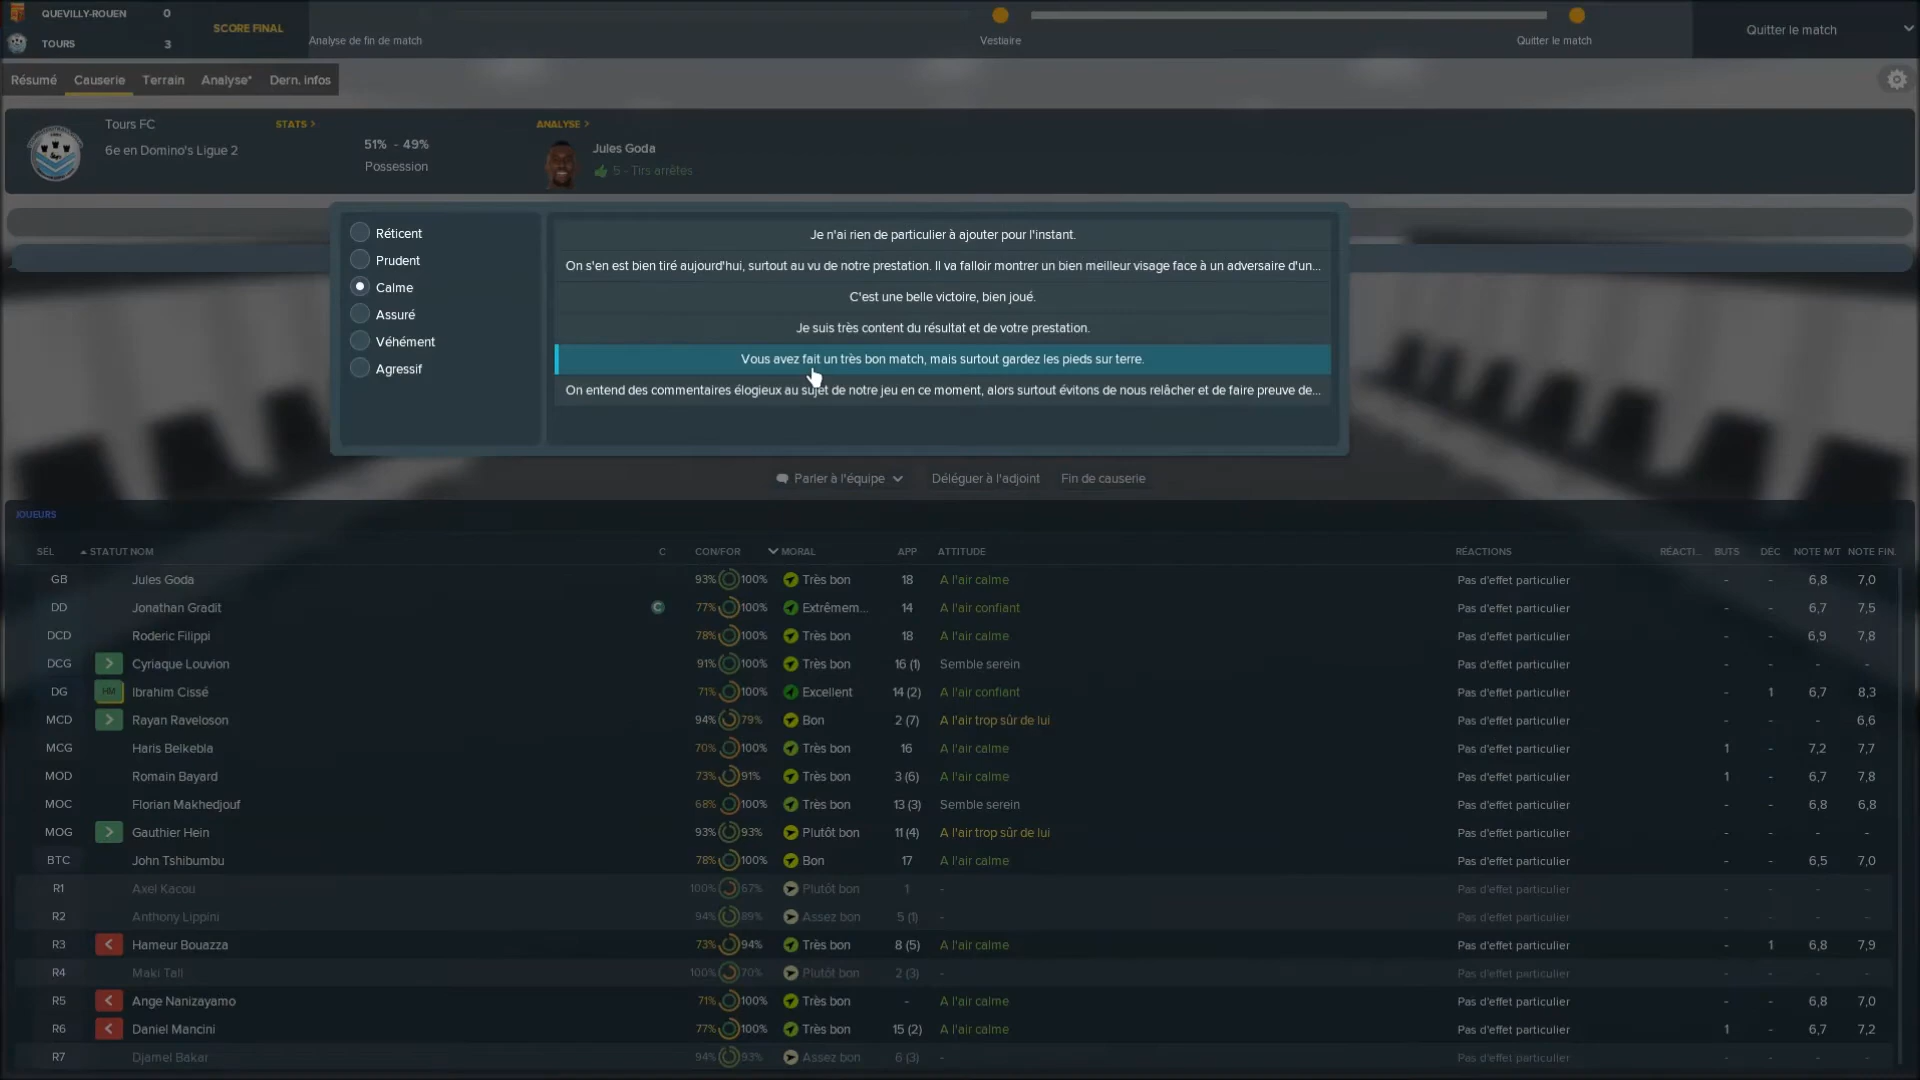 QUEVILLY-ROUEN 0
TOURS 3
SCORE FINAL
Analyse de fin de match
Vestiaire
Quitter le match
Quitter le match
Résumé Causerie Terrain Analyse* Dern. infos
Tours FC
6e en Domino's Ligue 2
STATS >
51% - 49%
Possession
ANALYSE >
Jules Goda
5 - Tirs arrêtés
Réticent
Prudent
Calme
Assuré
Véhément
Agressif
Je n'ai rien de particulier à ajouter pour l'instant.
On s'en est bien tiré aujourd'hui, surtout au vu de notre prestation. Il va falloir montrer un bien meilleur visage face à un adversaire d'un...
C'est une belle victoire, bien joué.
Je suis très content du résultat et de votre prestation.
Vous avez fait un très bon match, mais surtout gardez les pieds sur terre.
On entend des commentaires élogieux au sujet de notre jeu en ce moment, alors surtout évitons de nous relâcher et de faire preuve de...
Parler à l'équipe Déléguer à l'adjoint Fin de causerie
JOUEURS
SÉL STATUT NOM C CON/FOR MORAL APP ATTITUDE RÉACTIONS RÉACTI... BUTS DÉC NOTE M/T NOTE FIN.
GB Jules Goda 93% 100% Très bon 18 A l'air calme Pas d'effet particulier - - 6,8 7,0
DD Jonathan Gradit C 77% 100% Extrêmem... 14 A l'air confiant Pas d'effet particulier - - 6,7 7,5
DCD Roderic Filippi 78% 100% Très bon 18 A l'air calme Pas d'effet particulier - - 6,9 7,8
DCG Cyriaque Louvion 91% 100% Très bon 16 (1) Semble serein Pas d'effet particulier - - - -
DG HM Ibrahim Cissé 71% 100% Excellent 14 (2) A l'air confiant Pas d'effet particulier - 1 6,7 8,3
MCD Rayan Raveloson 94% 79% Bon 2 (7) A l'air trop sûr de lui Pas d'effet particulier - - - 6,6
MCG Haris Belkebla 70% 100% Très bon 16 A l'air calme Pas d'effet particulier 1 - 7,2 7,7
MOD Romain Bayard 73% 91% Très bon 3 (6) A l'air calme Pas d'effet particulier 1 - 6,7 7,8
MOC Florian Makhedjouf 68% 100% Très bon 13 (3) Semble serein Pas d'effet particulier - - 6,8 6,8
MOG Gauthier Hein 93% 93% Plutôt bon 11 (4) A l'air trop sûr de lui Pas d'effet particulier - - - -
BTC John Tshibumbu 78% 100% Bon 17 A l'air calme Pas d'effet particulier - - 6,5 7,0
R1 Axel Kacou 100% 67% Plutôt bon 1 - Pas d'effet particulier - - - -
R2 Anthony Lippini 94% 89% Assez bon 5 (1) - Pas d'effet particulier - - - -
R3 Hameur Bouazza 73% 94% Très bon 8 (5) A l'air calme Pas d'effet particulier - 1 6,8 7,9
R4 Maki Tall 100% 70% Plutôt bon 2 (3) - Pas d'effet particulier - - - -
R5 Ange Nanizayamo 71% 100% Très bon - A l'air calme Pas d'effet particulier - - 6,8 7,0
R6 Daniel Mancini 77% 100% Très bon 15 (2) A l'air calme Pas d'effet particulier 1 - 6,7 7,2
R7 Djamel Bakar 94% 93% Assez bon 6 (3) - Pas d'effet particulier - - - -